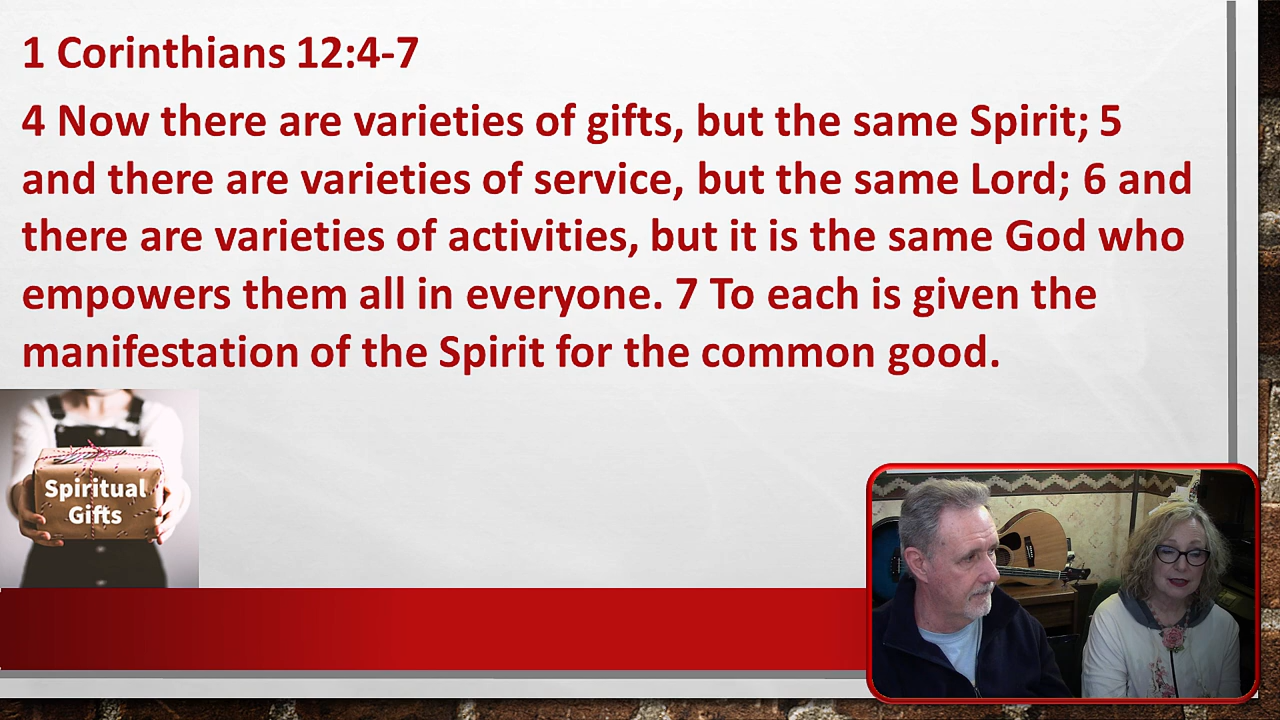 1 Corinthians 12:4-7
4 Now there are varieties of gifts, but the same Spirit; 5
and there are varieties of service, but the same Lord; 6 and
there are varieties of activities, but it is the same God who
empowers them all in everyone. 7 To each is given the
manifestation of the Spirit for the common good.
Spiritual
Gifts